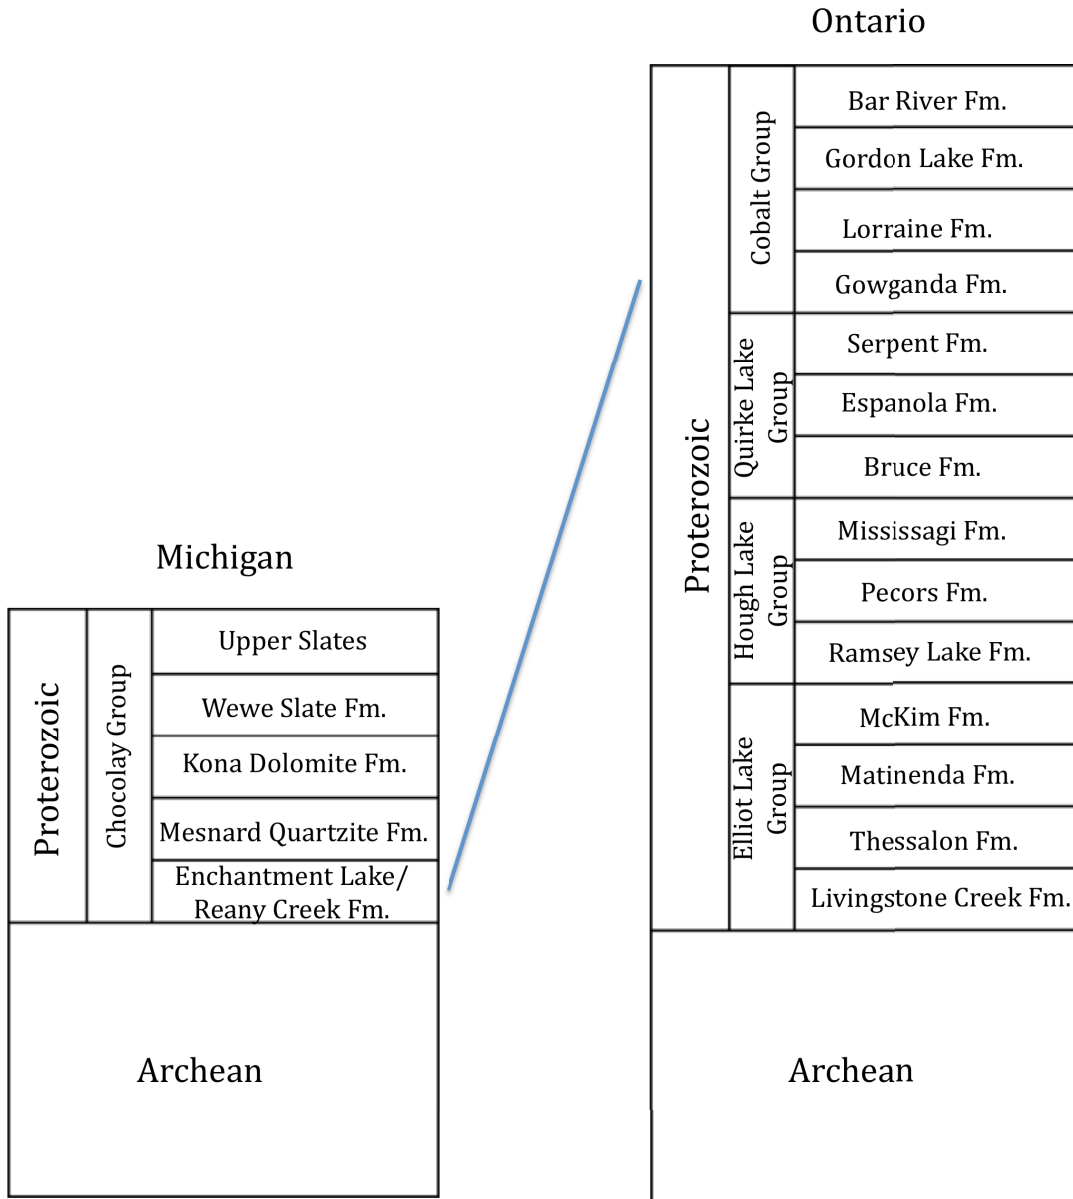 Ontario
Proterozoic
Cobalt Group
Bar River Fm.
Gordon Lake Fm.
Lorraine Fm.
Gowganda Fm.
Quirke Lake
Group
Serpent Fm.
Espanola Fm.
Bruce Fm.
Hough Lake
Group
Mississagi Fm.
Pecors Fm.
Ramsey Lake Fm.
Elliot Lake
Group
McKim Fm.
Matinenda Fm.
Thessalon Fm.
Livingstone Creek Fm.
Archean
Michigan
Proterozoic
Chocolay Group
Upper Slates
Wewe Slate Fm.
Kona Dolomite Fm.
Mesnard Quartzite Fm.
Enchantment Lake/
Reany Creek Fm.
Archean